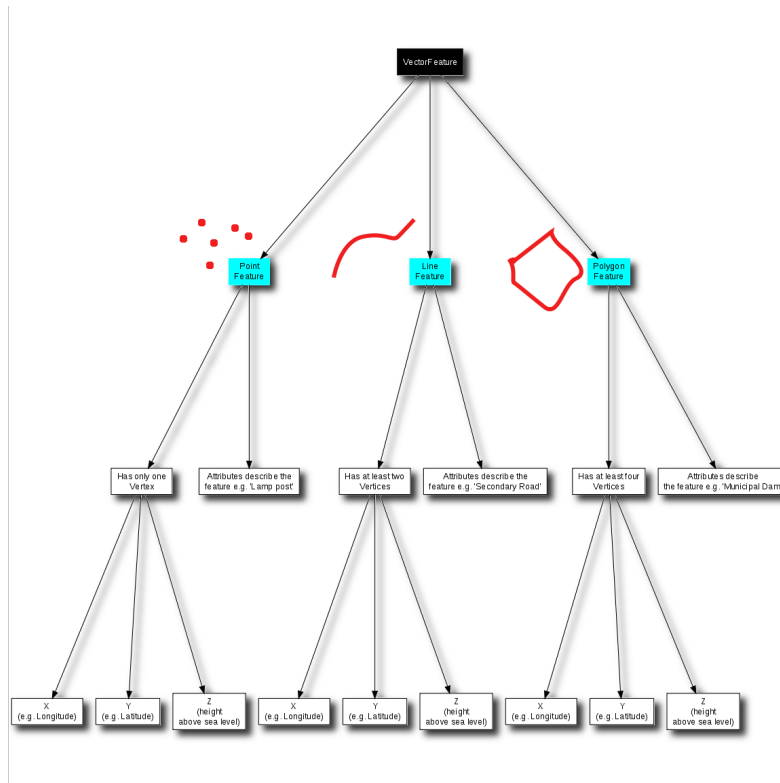 VectorFeature
Point
Feature
Line
Feature
Polygon
Feature
Has only one
Vertex
Attributes describe the
feature e.g. 'Lamp post'
Has at least two
Vertices
Attributes describe the
feature e.g. 'Secondary Road'
Has at least four
Vertices
Attributes describe
the feature e.g. 'Municipal Dam
X
(e.g. Longitude)
Y
(e.g. Latitude)
Z
(height
above sea level)
X
(e.g. Longitude)
Y
(e.g. Latitude)
Z
(height
above sea level)
X
(e.g. Longitude)
Y
(e.g. Latitude)
Z
(height
above sea level)